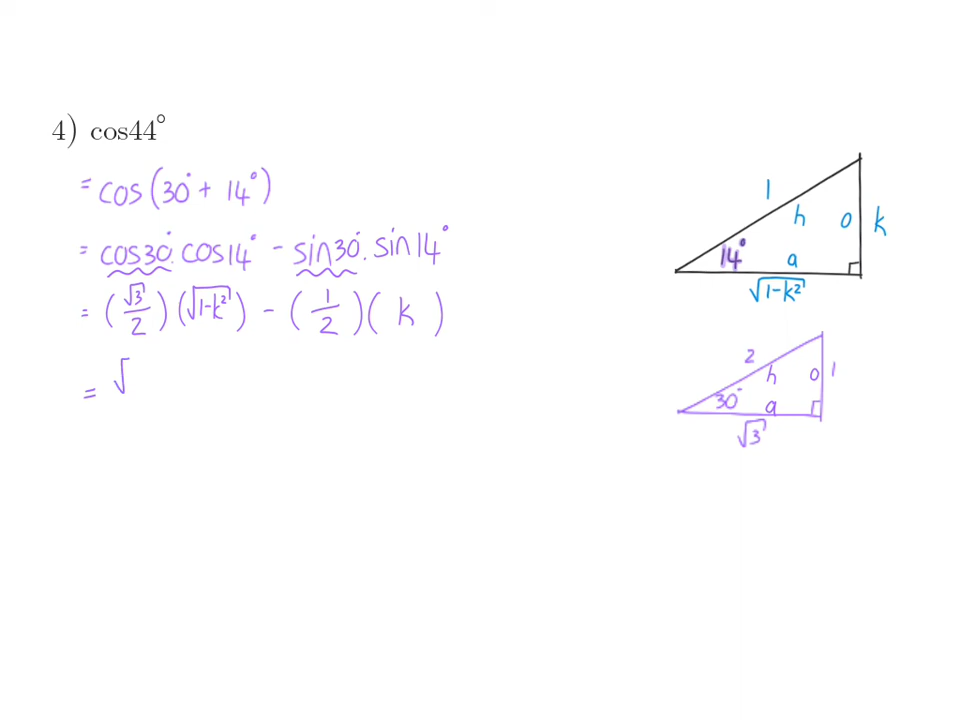 4) cos44°
= cos(30° + 14°)
= cos30°. cos14° - sin30°. sin14°
= (√3/2)(√1-k²) - (1/2)(k)
= √
1
h
o
k
14°
a
√1-k²
2
h
o
1
30°
a
√3